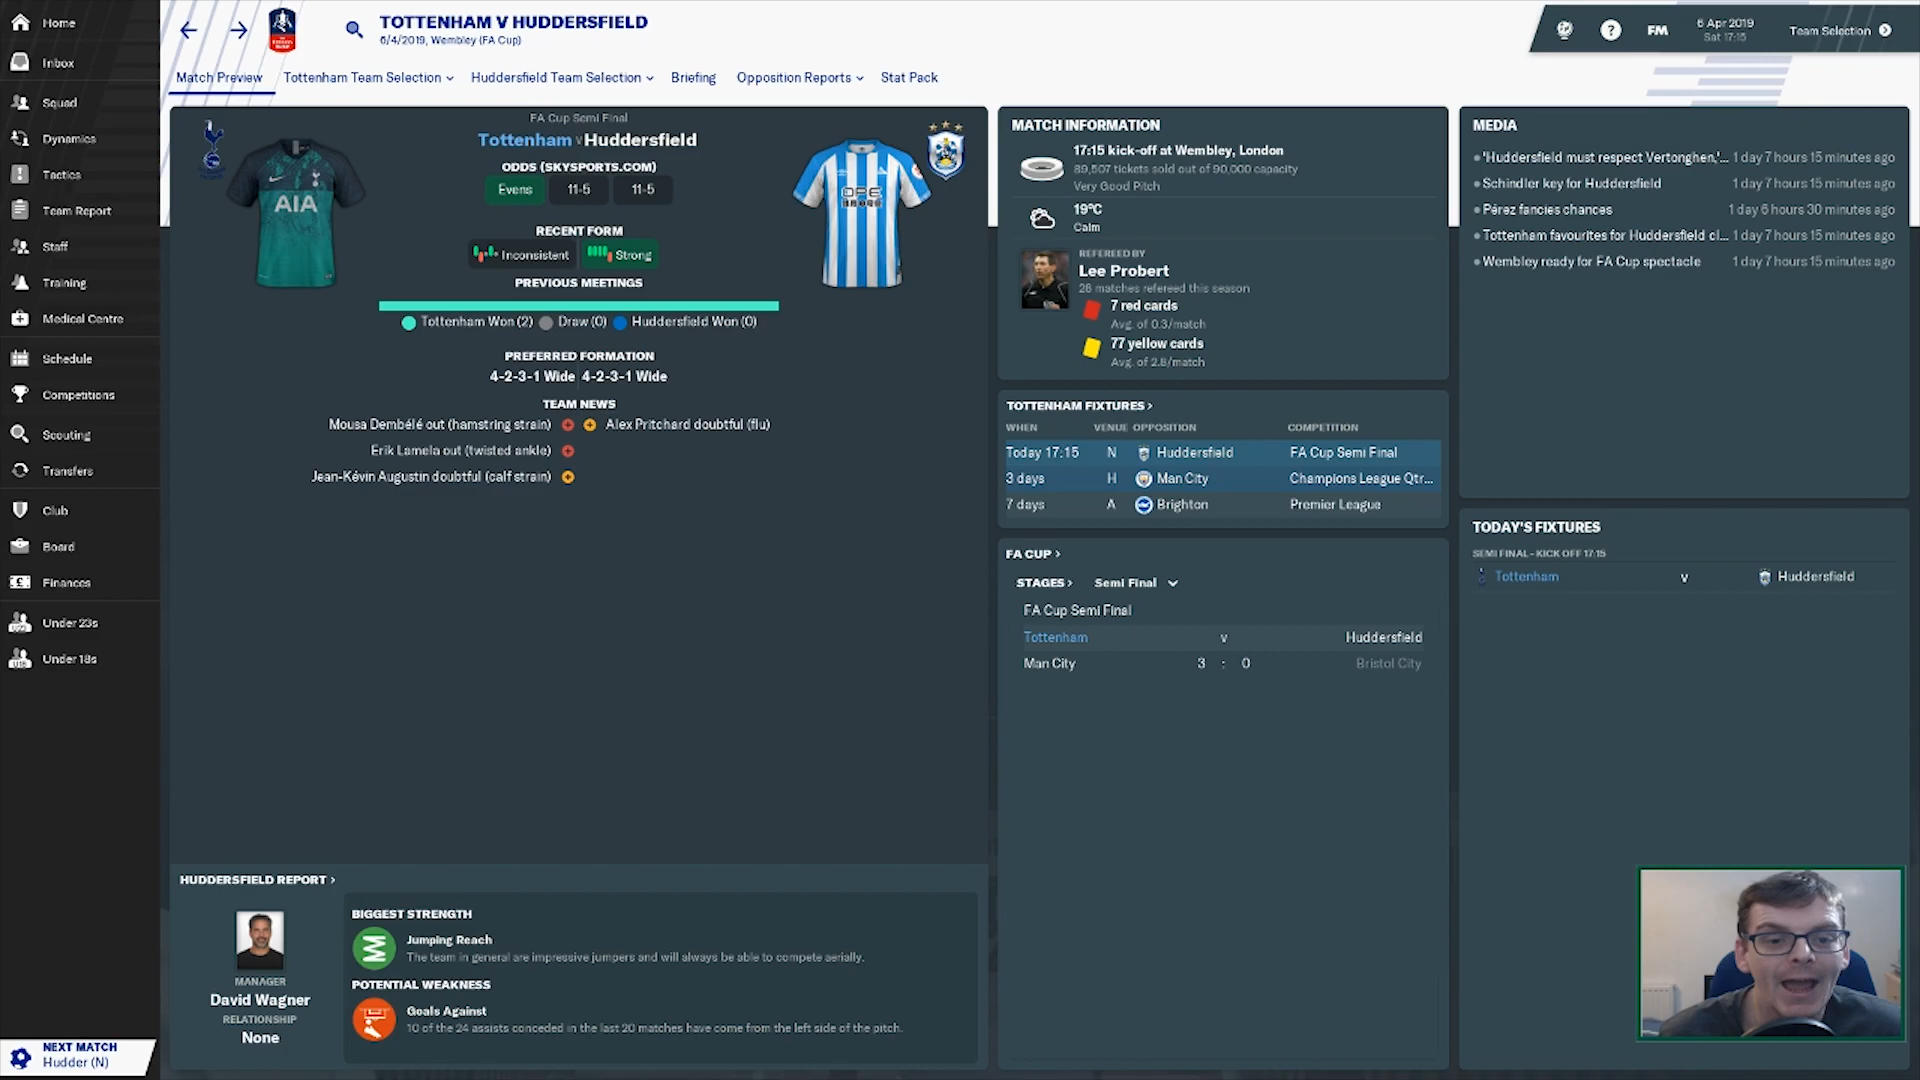 Home
Inbox
Squad
Dynamics
Tactics
Team Report
Staff
Training
Medical Centre
Schedule
Competitions
Scouting
Transfers
Club
Board
Finances
Under 23s
Under 18s
NEXT MATCH
Hudder (N)
TOTTENHAM V HUDDERSFIELD
6/4/2019, Wembley (FA Cup)
FM
6 Apr 2019
Sat 17:15
Team Selection
Match Preview
Tottenham Team Selection
Huddersfield Team Selection
Briefing
Opposition Reports
Stat Pack
FA Cup Semi Final
Tottenham v Huddersfield
ODDS (SKYSPORTS.COM)
Evens 11-5 11-5
RECENT FORM
Inconsistent Strong
PREVIOUS MEETINGS
Tottenham Won (2) Draw (0) Huddersfield Won (0)
PREFERRED FORMATION
4-2-3-1 Wide 4-2-3-1 Wide
TEAM NEWS
Mousa Dembélé out (hamstring strain) Alex Pritchard doubtful (flu)
Erik Lamela out (twisted ankle)
Jean-Kévin Augustin doubtful (calf strain)
AIA
HUDDERSFIELD REPORT >
MANAGER
David Wagner
RELATIONSHIP
None
BIGGEST STRENGTH
Jumping Reach
The team in general are impressive jumpers and will always be able to compete aerially.
POTENTIAL WEAKNESS
Goals Against
10 of the 24 assists conceded in the last 20 matches have come from the left side of the pitch.
MATCH INFORMATION
17:15 kick-off at Wembley, London
89,507 tickets sold out of 90,000 capacity
Very Good Pitch
19°C
Calm
REFEREED BY
Lee Probert
28 matches refereed this season
7 red cards
Avg. of 0.3/match
77 yellow cards
Avg. of 2.8/match
TOTTENHAM FIXTURES >
WHEN VENUE OPPOSITION COMPETITION
Today 17:15 N Huddersfield FA Cup Semi Final
3 days H Man City Champions League Qtr...
7 days A Brighton Premier League
FA CUP >
STAGES > Semi Final
FA Cup Semi Final
Tottenham v Huddersfield
Man City 3 : 0 Bristol City
MEDIA
'Huddersfield must respect Vertonghen,'... 1 day 7 hours 15 minutes ago
Schindler key for Huddersfield 1 day 7 hours 15 minutes ago
Pérez fancies chances 1 day 6 hours 30 minutes ago
Tottenham favourites for Huddersfield cl... 1 day 7 hours 15 minutes ago
Wembley ready for FA Cup spectacle 1 day 7 hours 15 minutes ago
TODAY'S FIXTURES
SEMI FINAL - KICK OFF 17:15
Tottenham v Huddersfield